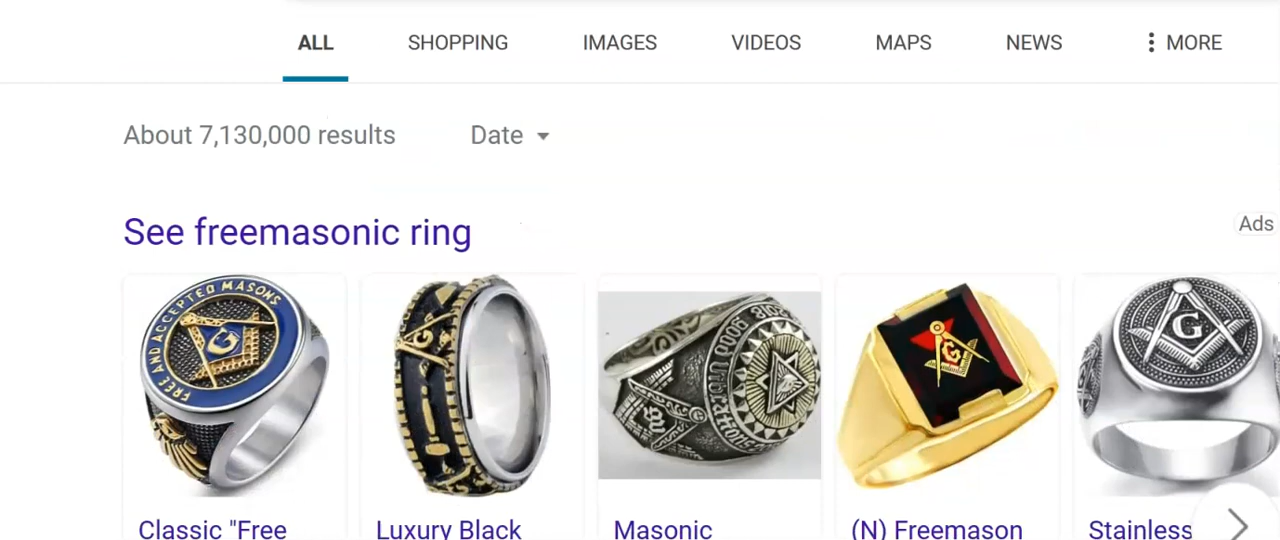 ALL SHOPPING IMAGES VIDEOS MAPS NEWS MORE
About 7,130,000 results Date
See freemasonic ring
Ads
FREE AND ACCEPTED MASONS
G
G
G
G
Classic "Free
Luxury Black
Masonic
(N) Freemason
Stainless